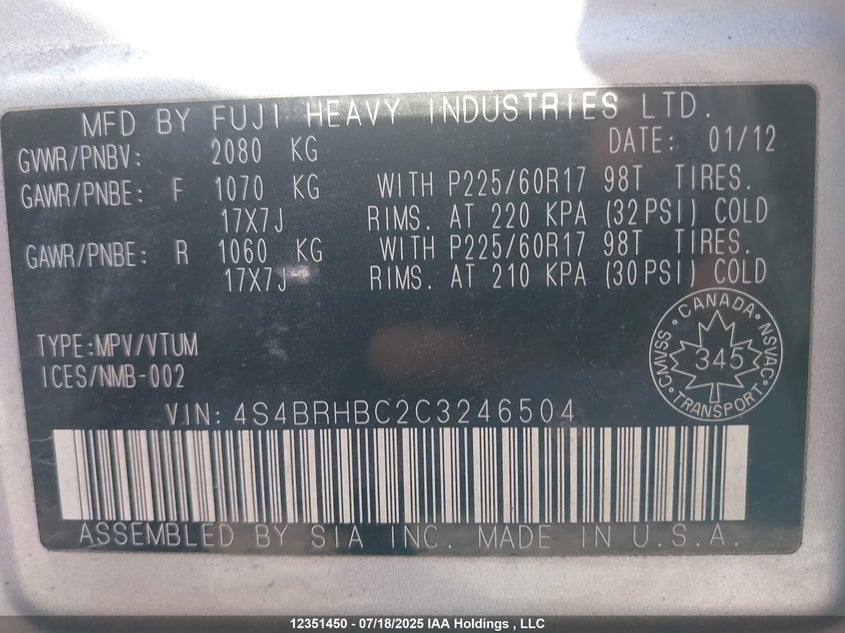 MFD BY FUJI HEAVY INDUSTRIES LTD.
GVWR/PNBV: 2080 KG DATE: 01/12
GAWR/PNBE: F 1070 KG WITH P225/60R17 98T TIRES.
17X7J RIMS. AT 220 KPA (32PSI) COLD
GAWR/PNBE: R 1060 KG WITH P225/60R17 98T TIRES.
17X7J RIMS. AT 210 KPA (30PSI) COLD
TYPE:MPV/VTUM
ICES/NMB-002
CANADA
CMVSS 345 NSVAC
TRANSPORT
VIN: 4S4BRHBC2C3246504
ASSEMBLED BY SIA INC. MADE IN U.S.A.
12351450 - 07/18/2025 IAA Holdings , LLC